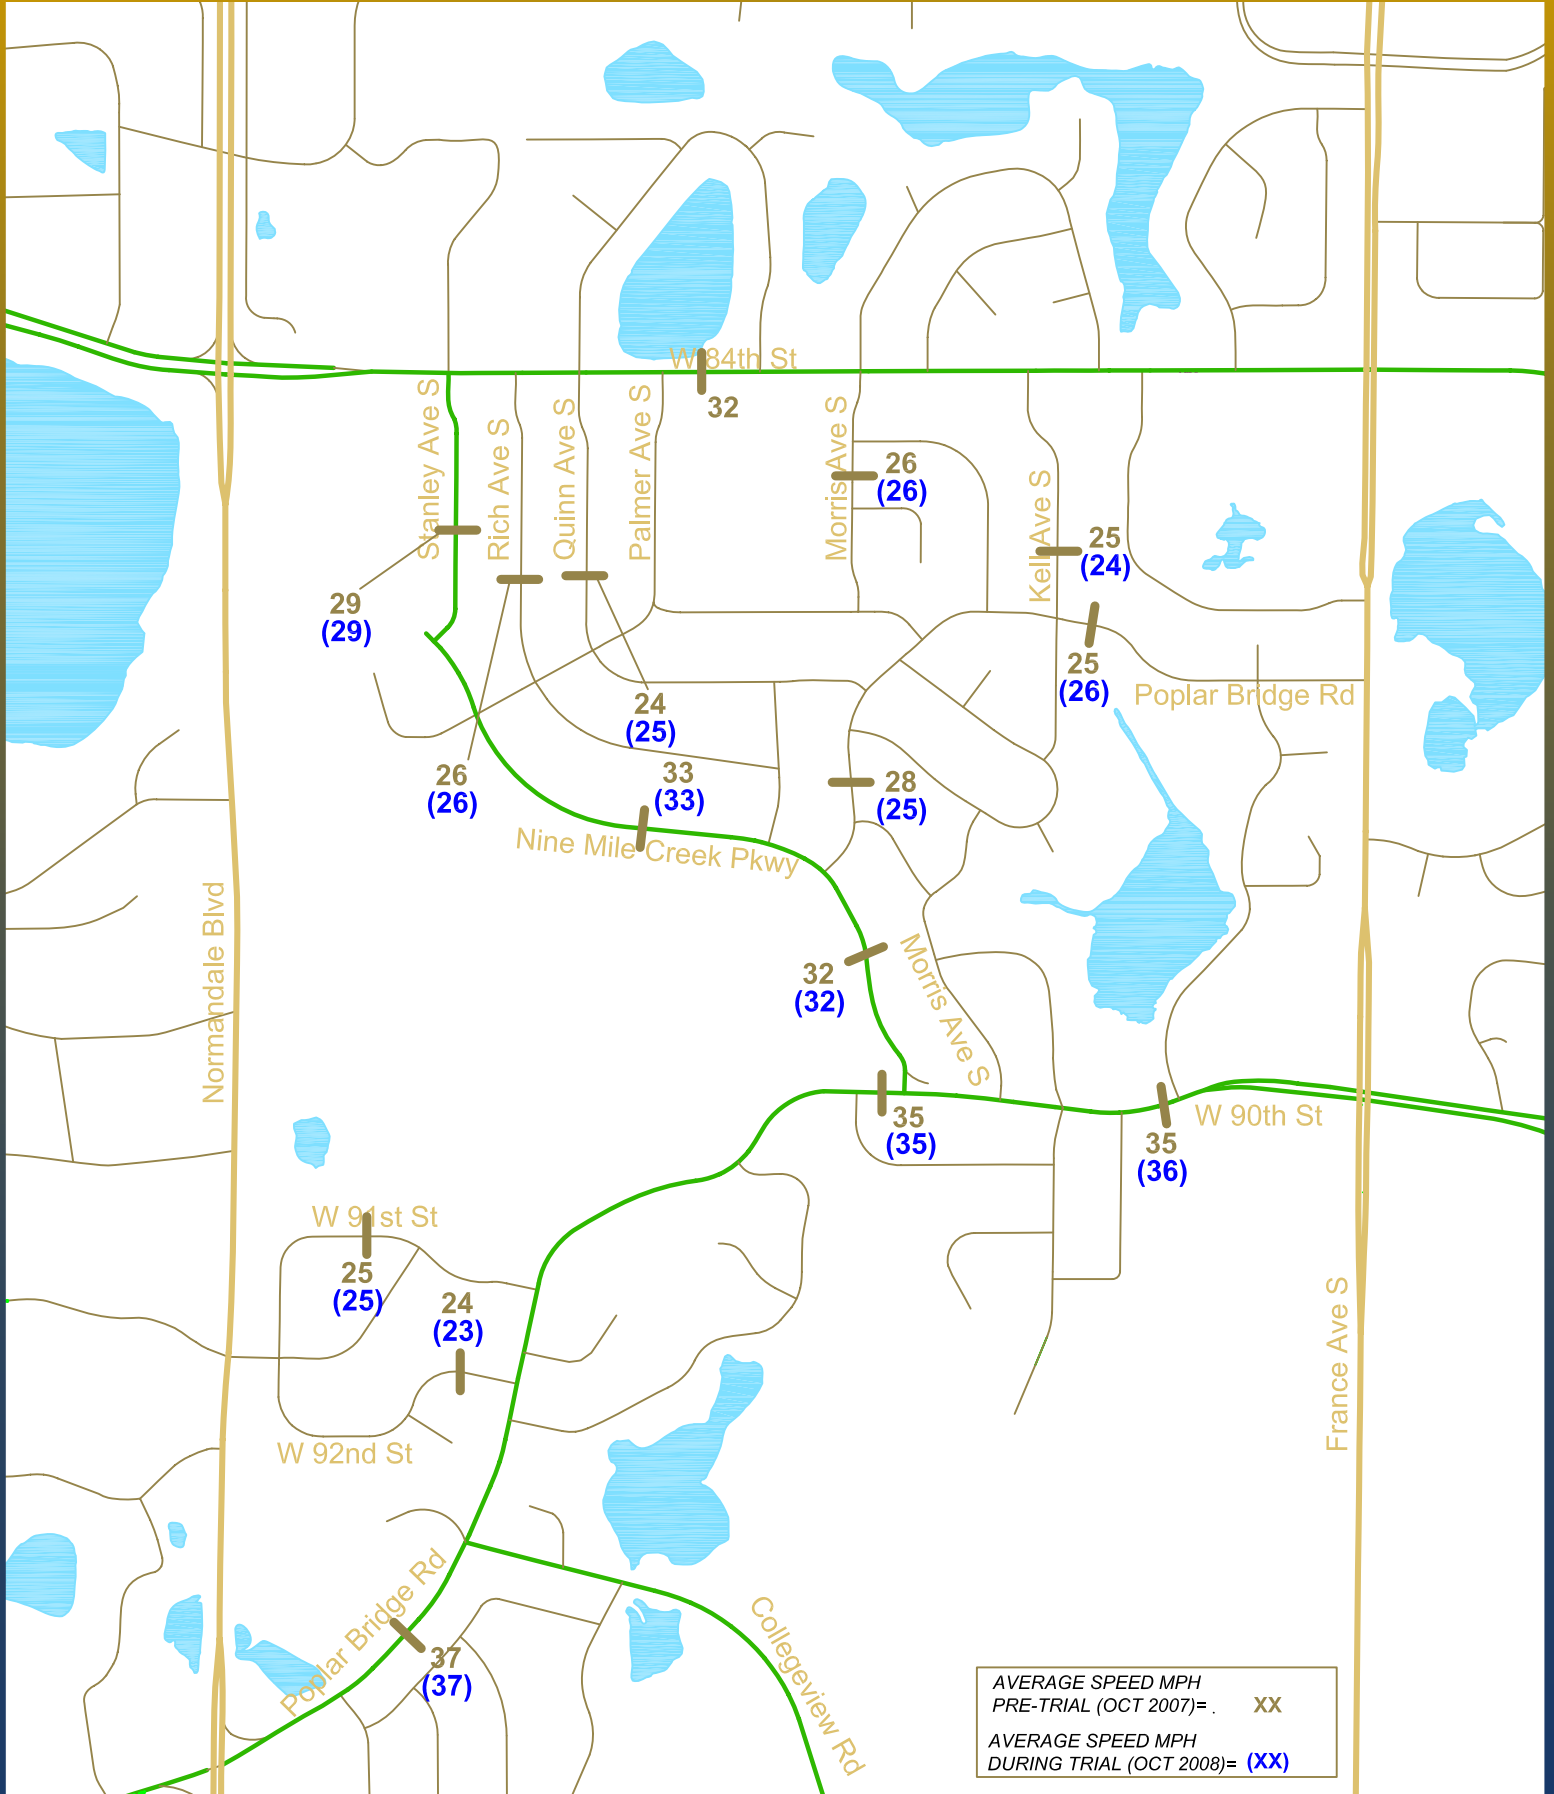 W 84th St
32
Stanley Ave S
Rich Ave S
Quinn Ave S
Palmer Ave S
Morris Ave S
26
(26)
Kell Ave S
25
(24)
29
(29)
25
(26)
Poplar Bridge Rd
24
(25)
26
(26)
33
(33)
28
(25)
Nine Mile Creek Pkwy
Normandale Blvd
32
(32)
Morris Ave S
35
(35)
W 90th St
35
(36)
W 91st St
25
(25)
24
(23)
France Ave S
W 92nd St
Poplar Bridge Rd
37
(37)
Collegeview Rd
AVERAGE SPEED MPH
PRE-TRIAL (OCT 2007)= . XX
AVERAGE SPEED MPH
DURING TRIAL (OCT 2008)= (XX)